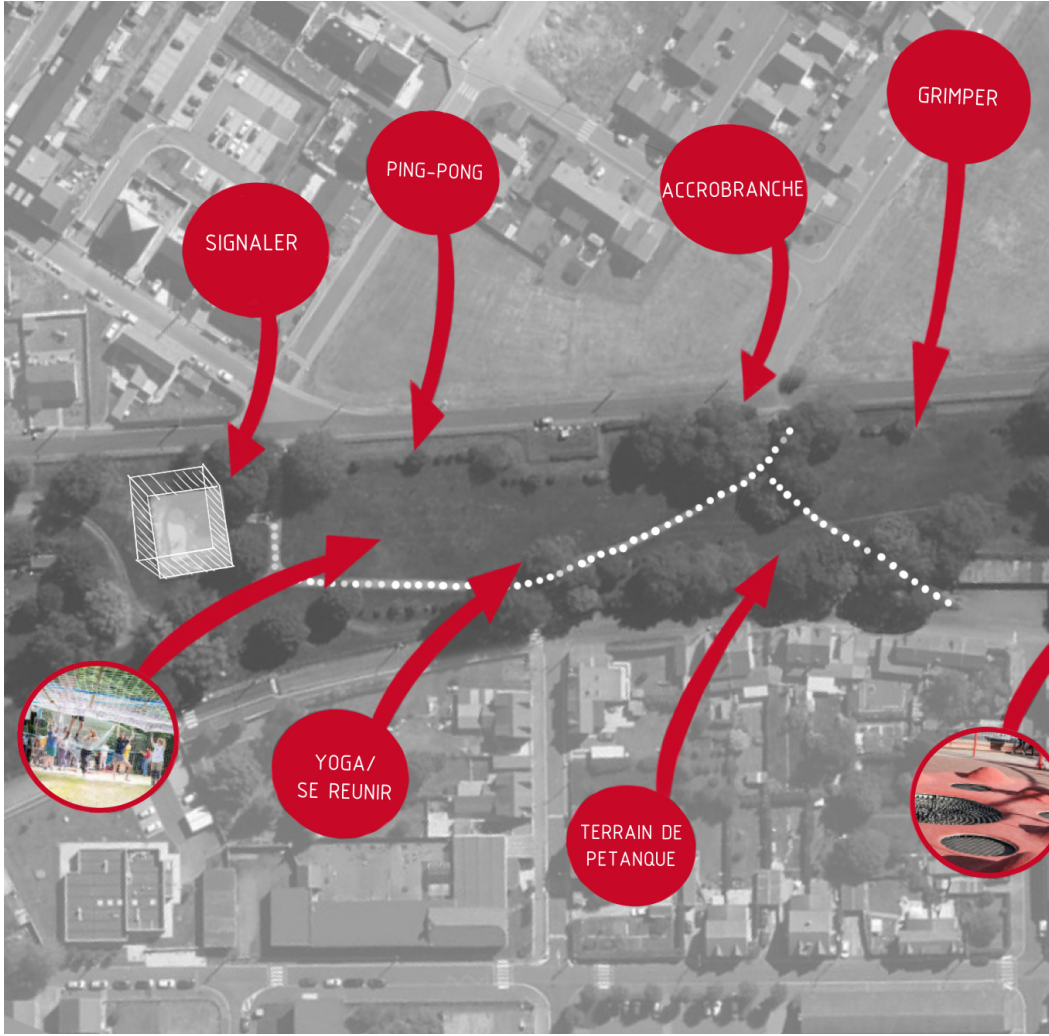 GRIMPER
PING-PONG
ACCROBRANCHE
SIGNALER
YOGA/
SE REUNIR
TERRAIN DE
PETANQUE